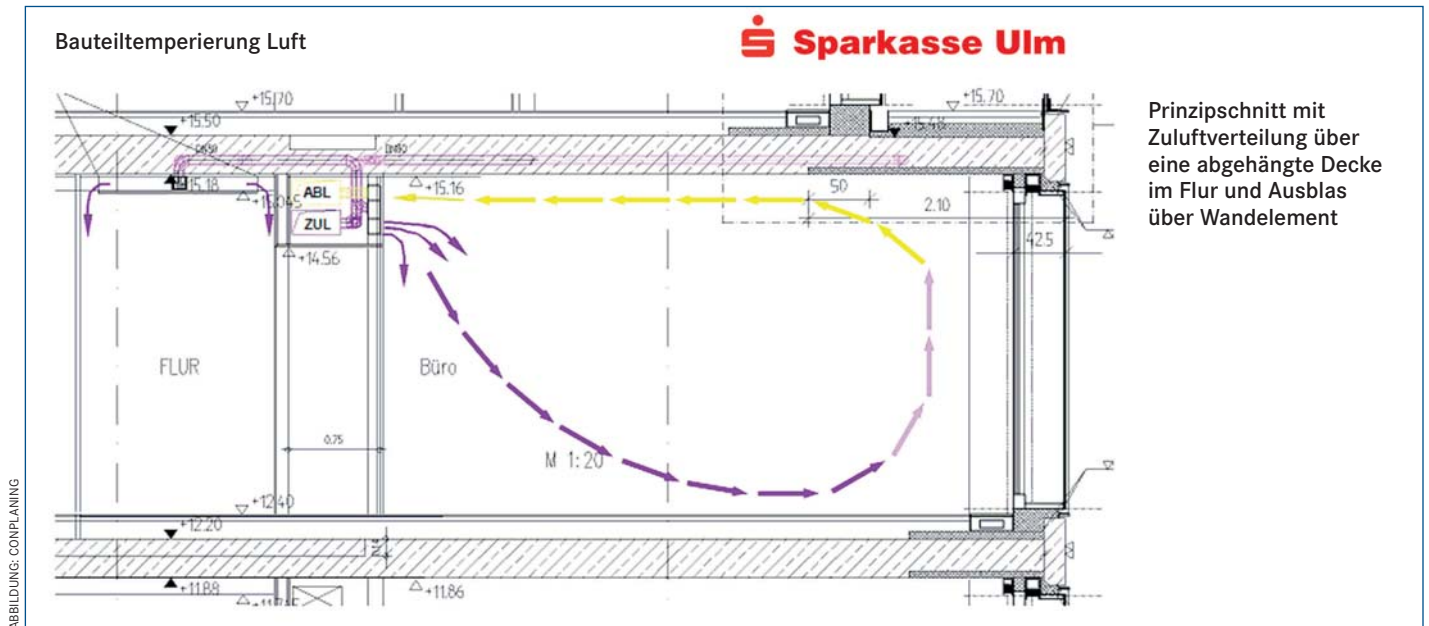 Bauteiltemperierung Luft
Sparkasse Ulm
Prinzipschnitt mit
Zuluftverteilung über
eine abgehängte Decke
im Flur und Ausblas
über Wandelement
+15.70
+15.70
+15.50
+15.48
15.18
ABL
+15.16
50
2.10
ZUL
42.5
+14.56
FLUR
Büro
0.75
M 1:20
+12.40
+12.20
+11.88
+11.86
ABBILDUNG: CONPLANING